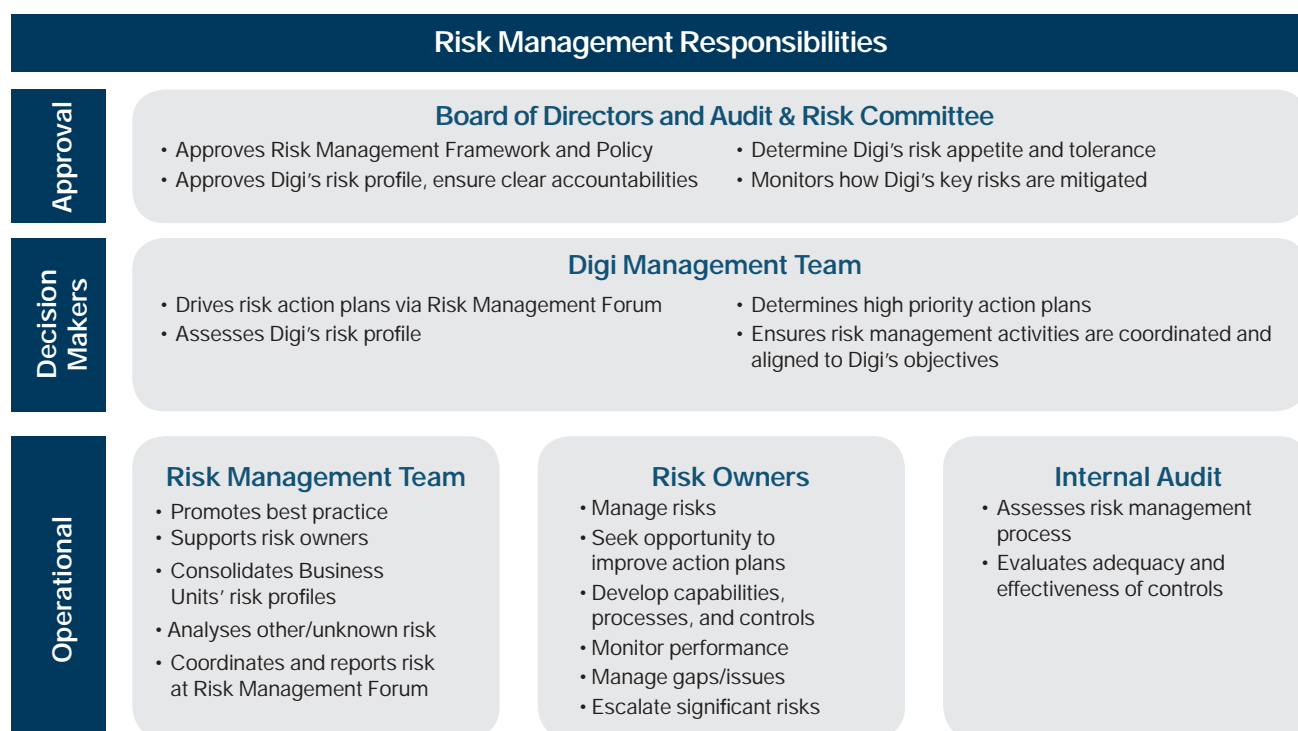 Risk Management Responsibilities
Approval
Board of Directors and Audit & Risk Committee
• Approves Risk Management Framework and Policy
• Approves Digi's risk profile, ensure clear accountabilities
• Determine Digi's risk appetite and tolerance
• Monitors how Digi's key risks are mitigated
Decision
Makers
Digi Management Team
• Drives risk action plans via Risk Management Forum
• Assesses Digi's risk profile
• Determines high priority action plans
• Ensures risk management activities are coordinated and
aligned to Digi's objectives
Operational
Risk Management Team
• Promotes best practice
• Supports risk owners
• Consolidates Business
Units' risk profiles
• Analyses other/unknown risk
• Coordinates and reports risk
at Risk Management Forum
Risk Owners
• Manage risks
• Seek opportunity to
improve action plans
• Develop capabilities,
processes, and controls
• Monitor performance
• Manage gaps/issues
• Escalate significant risks
Internal Audit
• Assesses risk management
process
• Evaluates adequacy and
effectiveness of controls